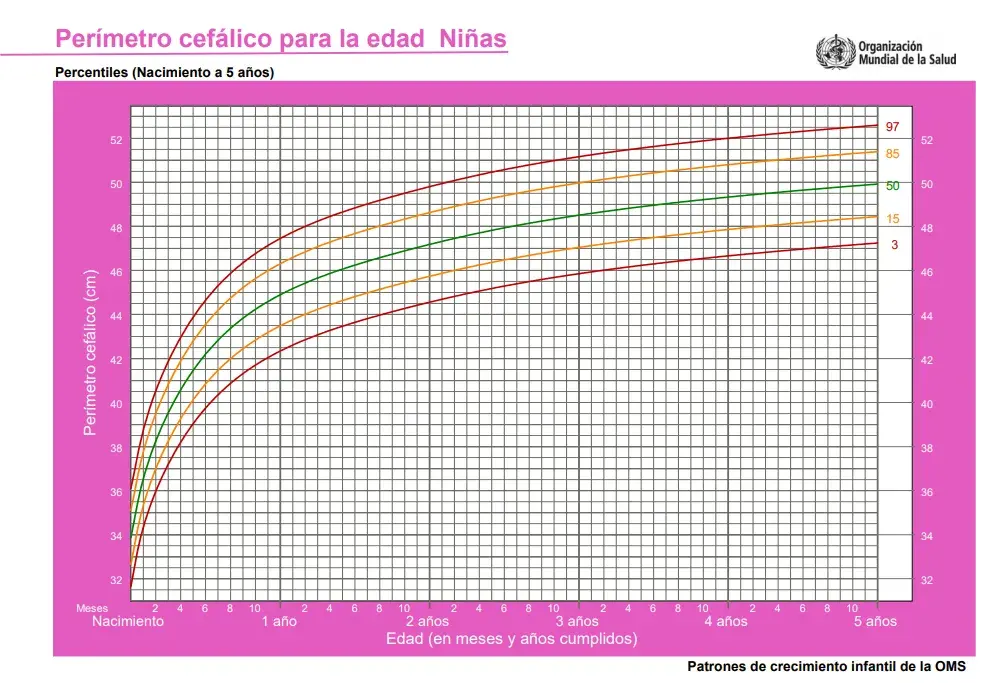 Perímetro cefálico para la edad Niñas
Organización
Mundial de la Salud
Percentiles (Nacimiento a 5 años)
97
52 52
85
50 50 50
15
48 48
3
46 46
44 44
42 42
40 40
38 38
36 36
34 34
32 32
Perímetro cefálico (cm)
Meses 2 4 6 8 10 2 4 6 8 10 2 4 6 8 10 2 4 6 8 10 2 4 6 8 10
Nacimiento 1 año 2 años 3 años 4 años 5 años
Edad (en meses y años cumplidos)
Patrones de crecimiento infantil de la OMS